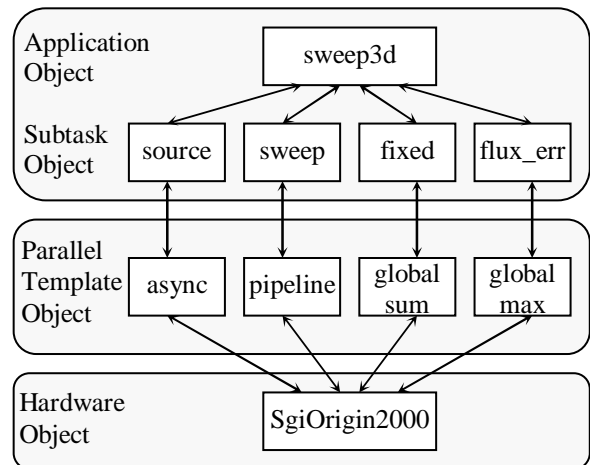 Application
Object
sweep3d
Subtask
Object
source
sweep
fixed
flux_err
Parallel
Template
Object
async
pipeline
global
sum
global
max
Hardware
Object
SgiOrigin2000